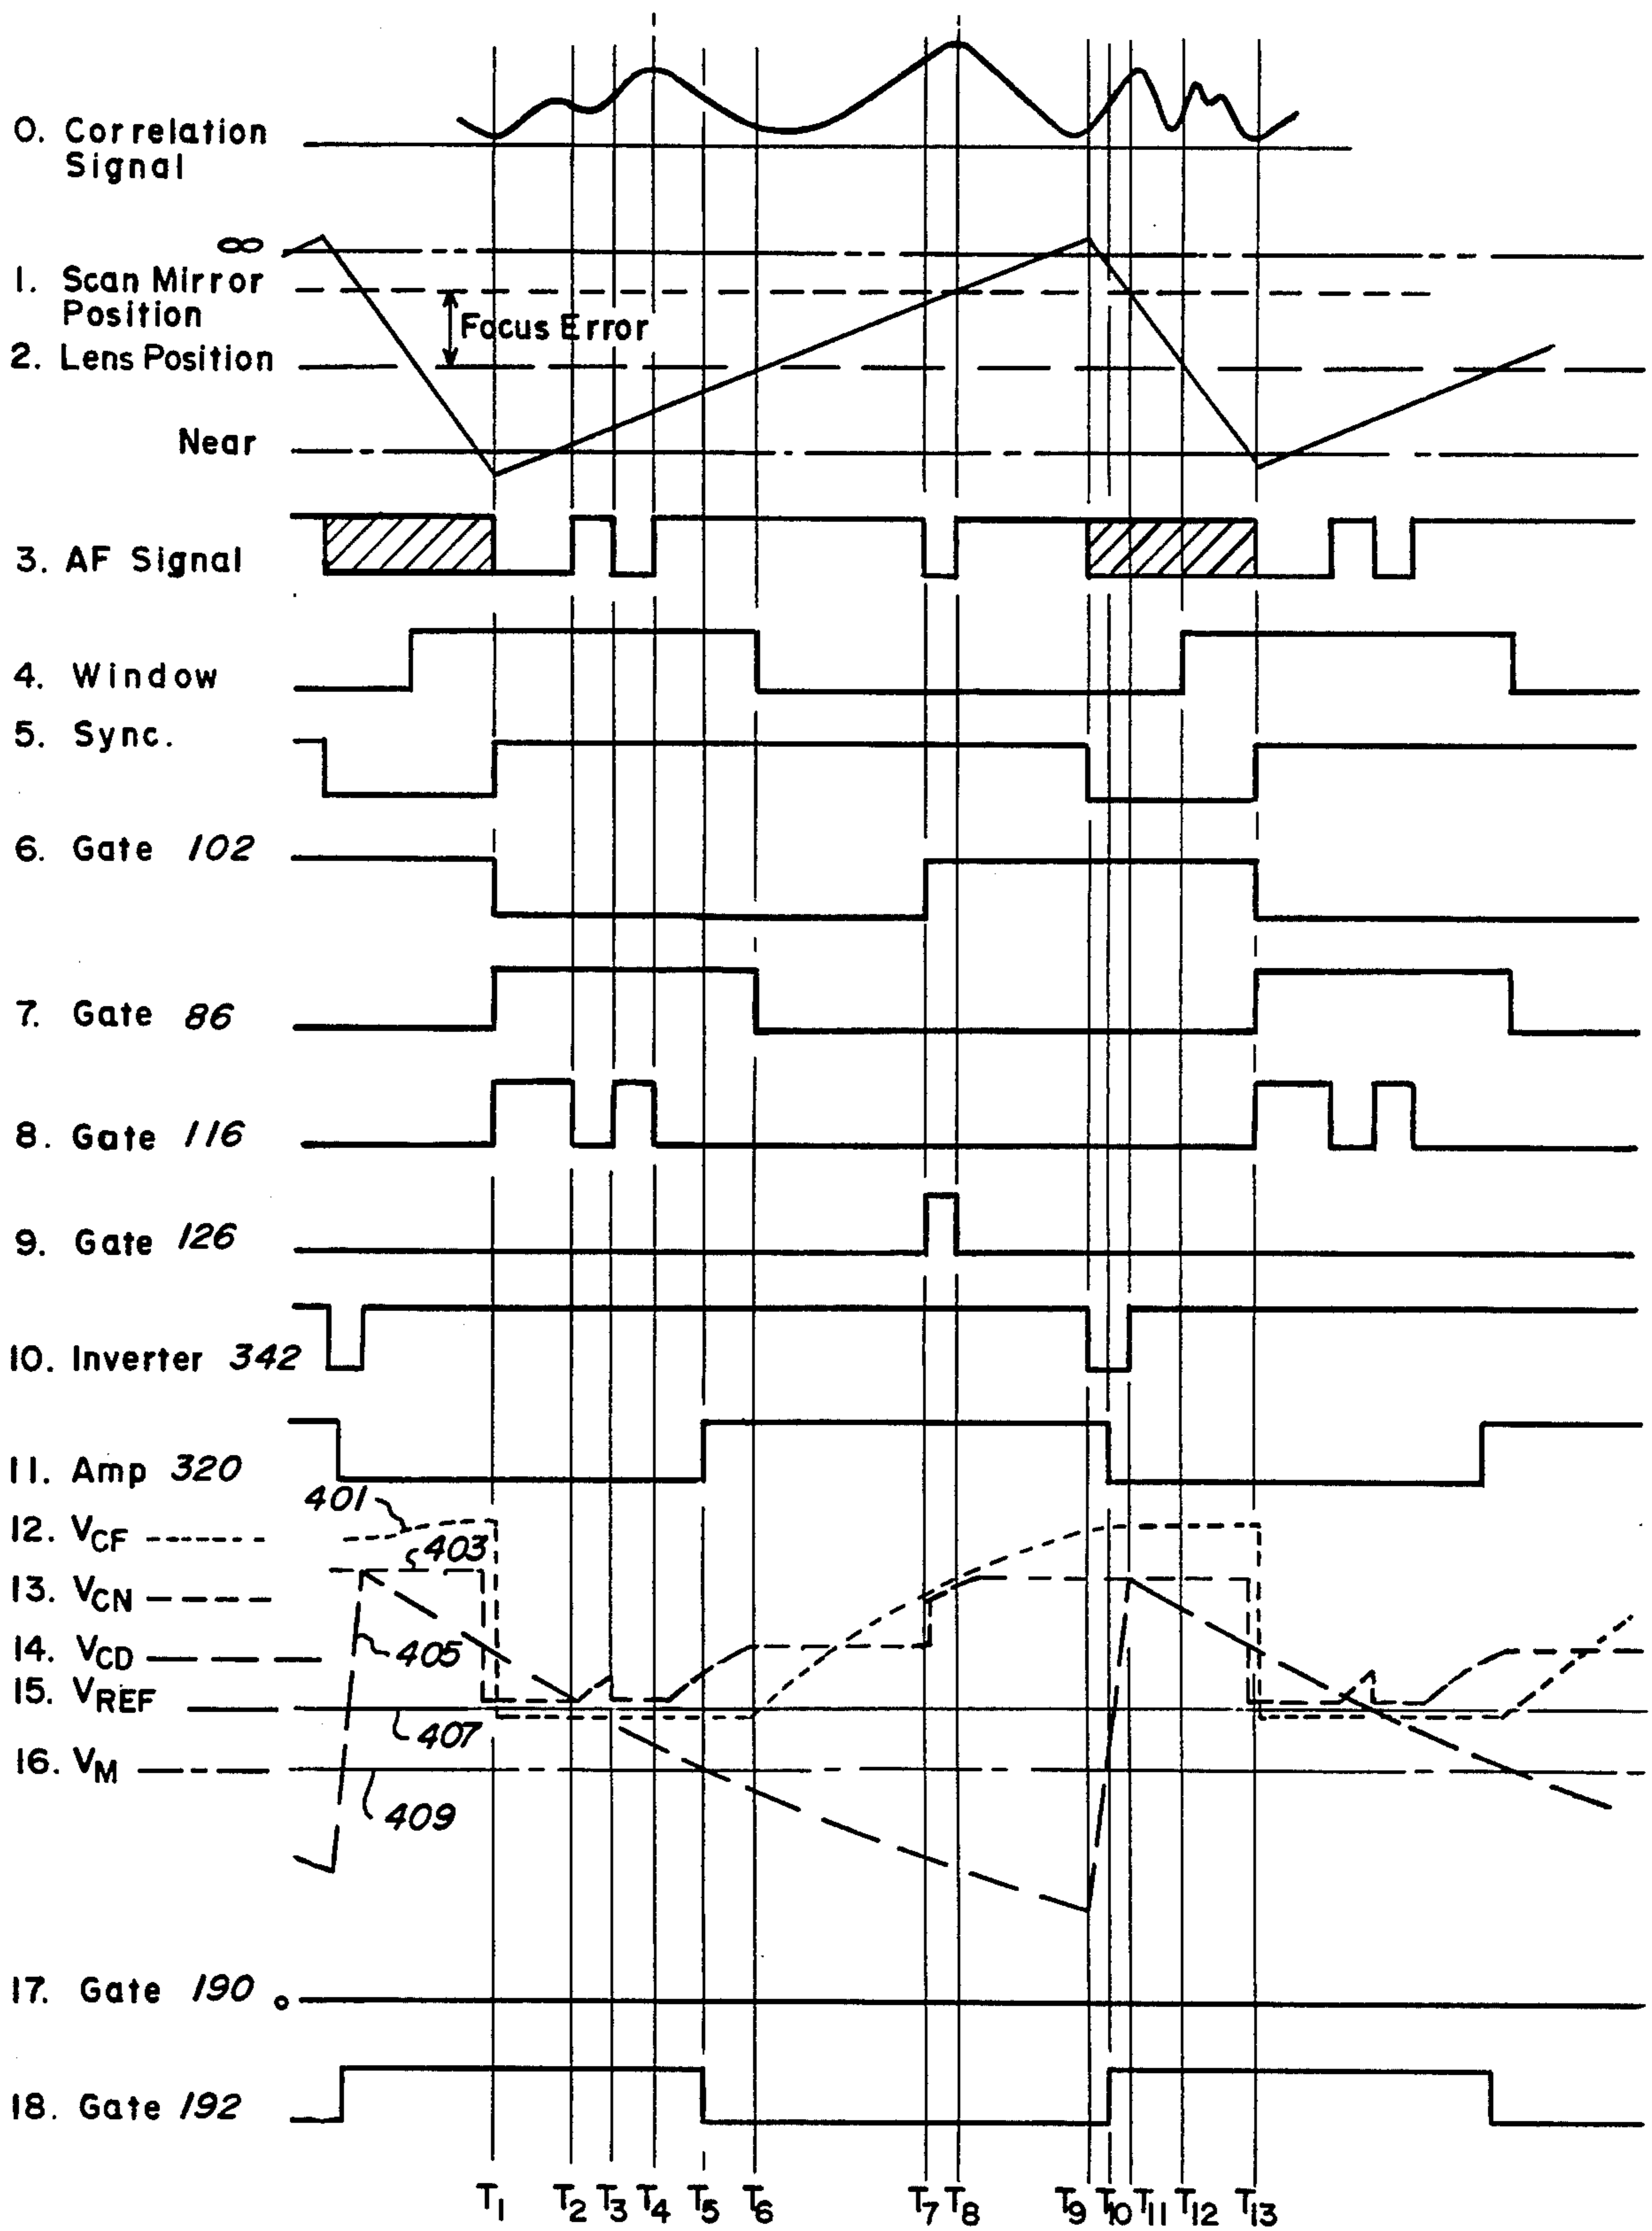 0. Correlation
Signal
∞
1. Scan Mirror
Position
Focus Error
2. Lens Position
Near
3. AF Signal
4. Window
5. Sync.
6. Gate 102
7. Gate 86
8. Gate 116
9. Gate 126
10. Inverter 342
11. Amp 320
401
12. VCF
403
13. VCN
14. VCD
405
15. VREF
407
16. VM
409
17. Gate 190
18. Gate 192
T1 T2 T3 T4 T5 T6 T7 T8 T9 T10 T11 T12 T13